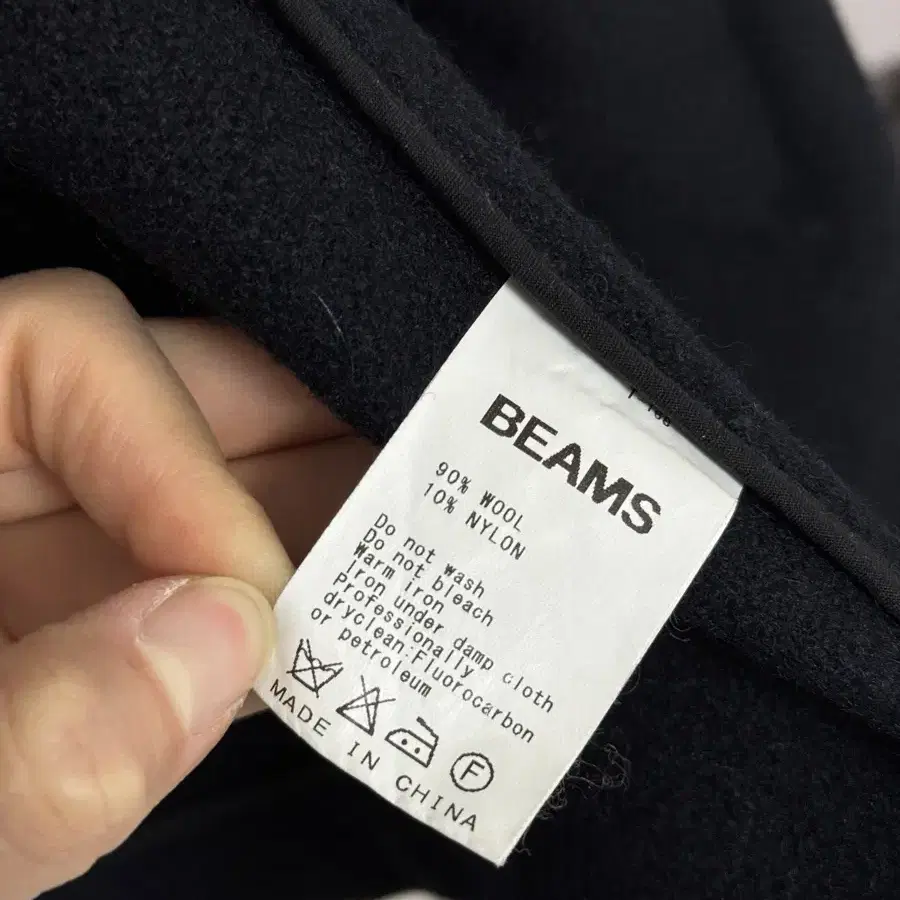 BEAMS
90% WOOL
10% NYLON
Do not wash
Do not bleach
Warm iron
Iron under damp cloth
Professionally
dryclean:Fluorocarbon
or petroleum
F
MADE IN CHINA